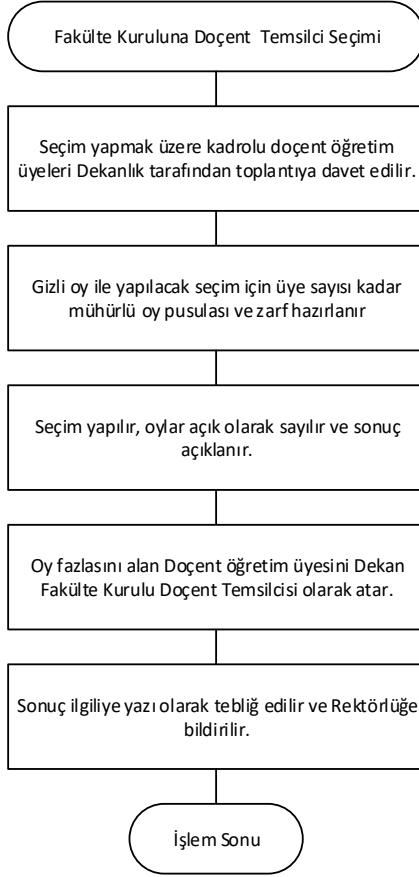 Fakülte Kuruluna Doçent Temsilci Seçimi
Seçim yapmak üzere kadrolu doçent öğretim
üyeleri Dekanlık tarafından toplantıya davet edilir.
Gizli oy ile yapılacak seçim için üye sayısı kadar
mühürlü oy pusulası ve zarf hazırlanır
Seçim yapılır, oylar açık olarak sayılır ve sonuç
açıklanır.
Oy fazlasını alan Doçent öğretim üyesini Dekan
Fakülte Kurulu Doçent Temsilcisi olarak atar.
Sonuç ilgiliye yazı olarak tebliğ edilir ve Rektörlüğe
bildirilir.
İşlem Sonu